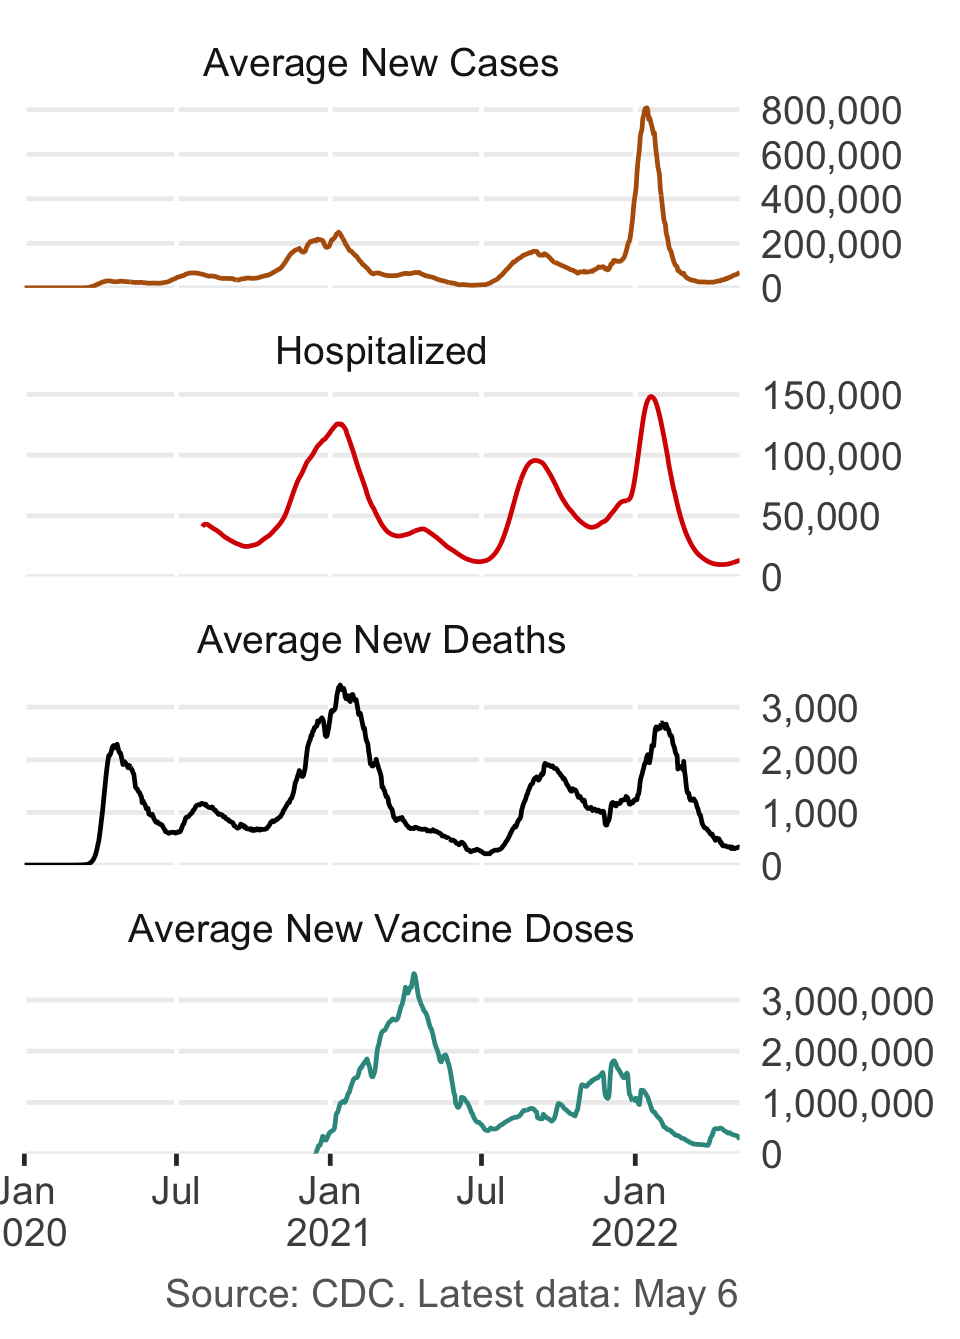 Average New Cases
800,000
600,000
400,000
200,000
0
Hospitalized
150,000
100,000
50,000
0
Average New Deaths
3,000
2,000
1,000
0
Average New Vaccine Doses
3,000,000
2,000,000
1,000,000
0
Jan Jul Jan Jul Jan
020 2021 2022
Source: CDC. Latest data: May 6